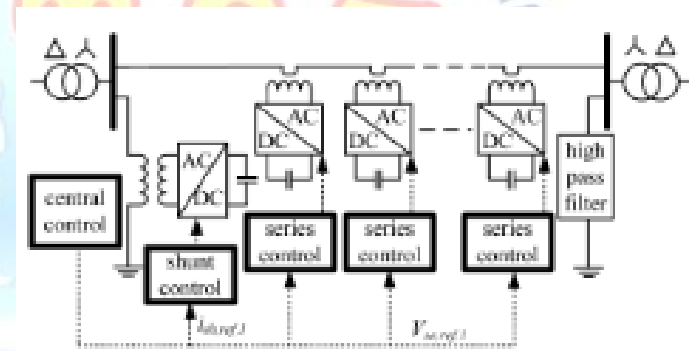 Δ
Δ
AC
DC
AC
DC
AC
DC
AC
DC
high
pass
filter
central
control
shunt
control
series
control
series
control
series
control